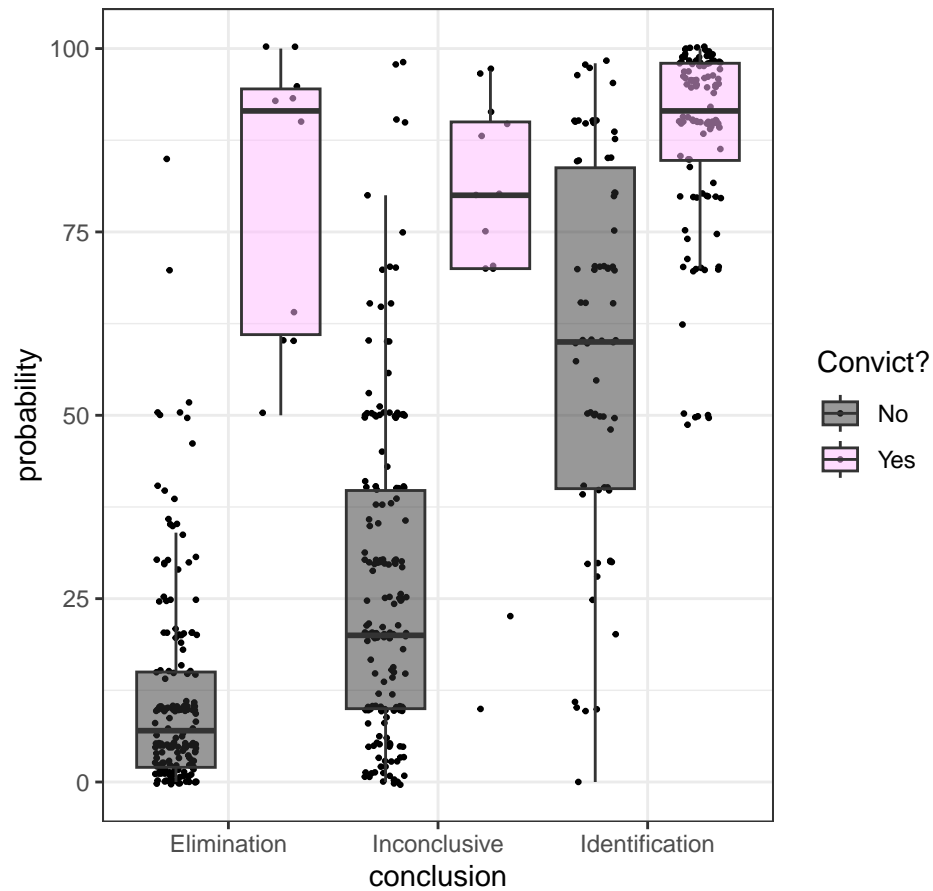 100
75
50
25
0
probability
Elimination
Inconclusive
Identification
conclusion
Convict?
No
Yes